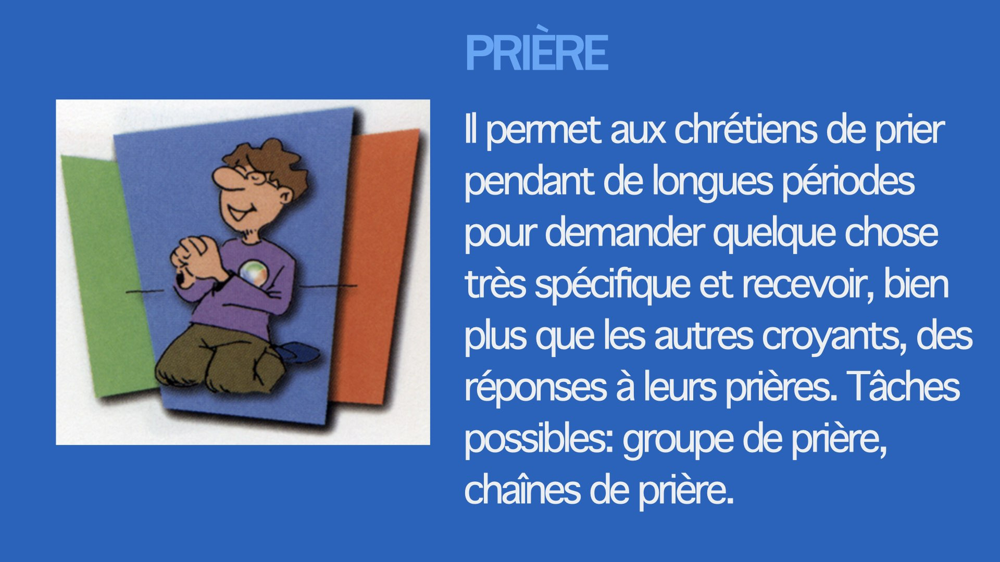 PRIÈRE
Il permet aux chrétiens de prier
pendant de longues périodes
pour demander quelque chose
très spécifique et recevoir, bien
plus que les autres croyants, des
réponses à leurs prières. Tâches
possibles: groupe de prière,
chaînes de prière.